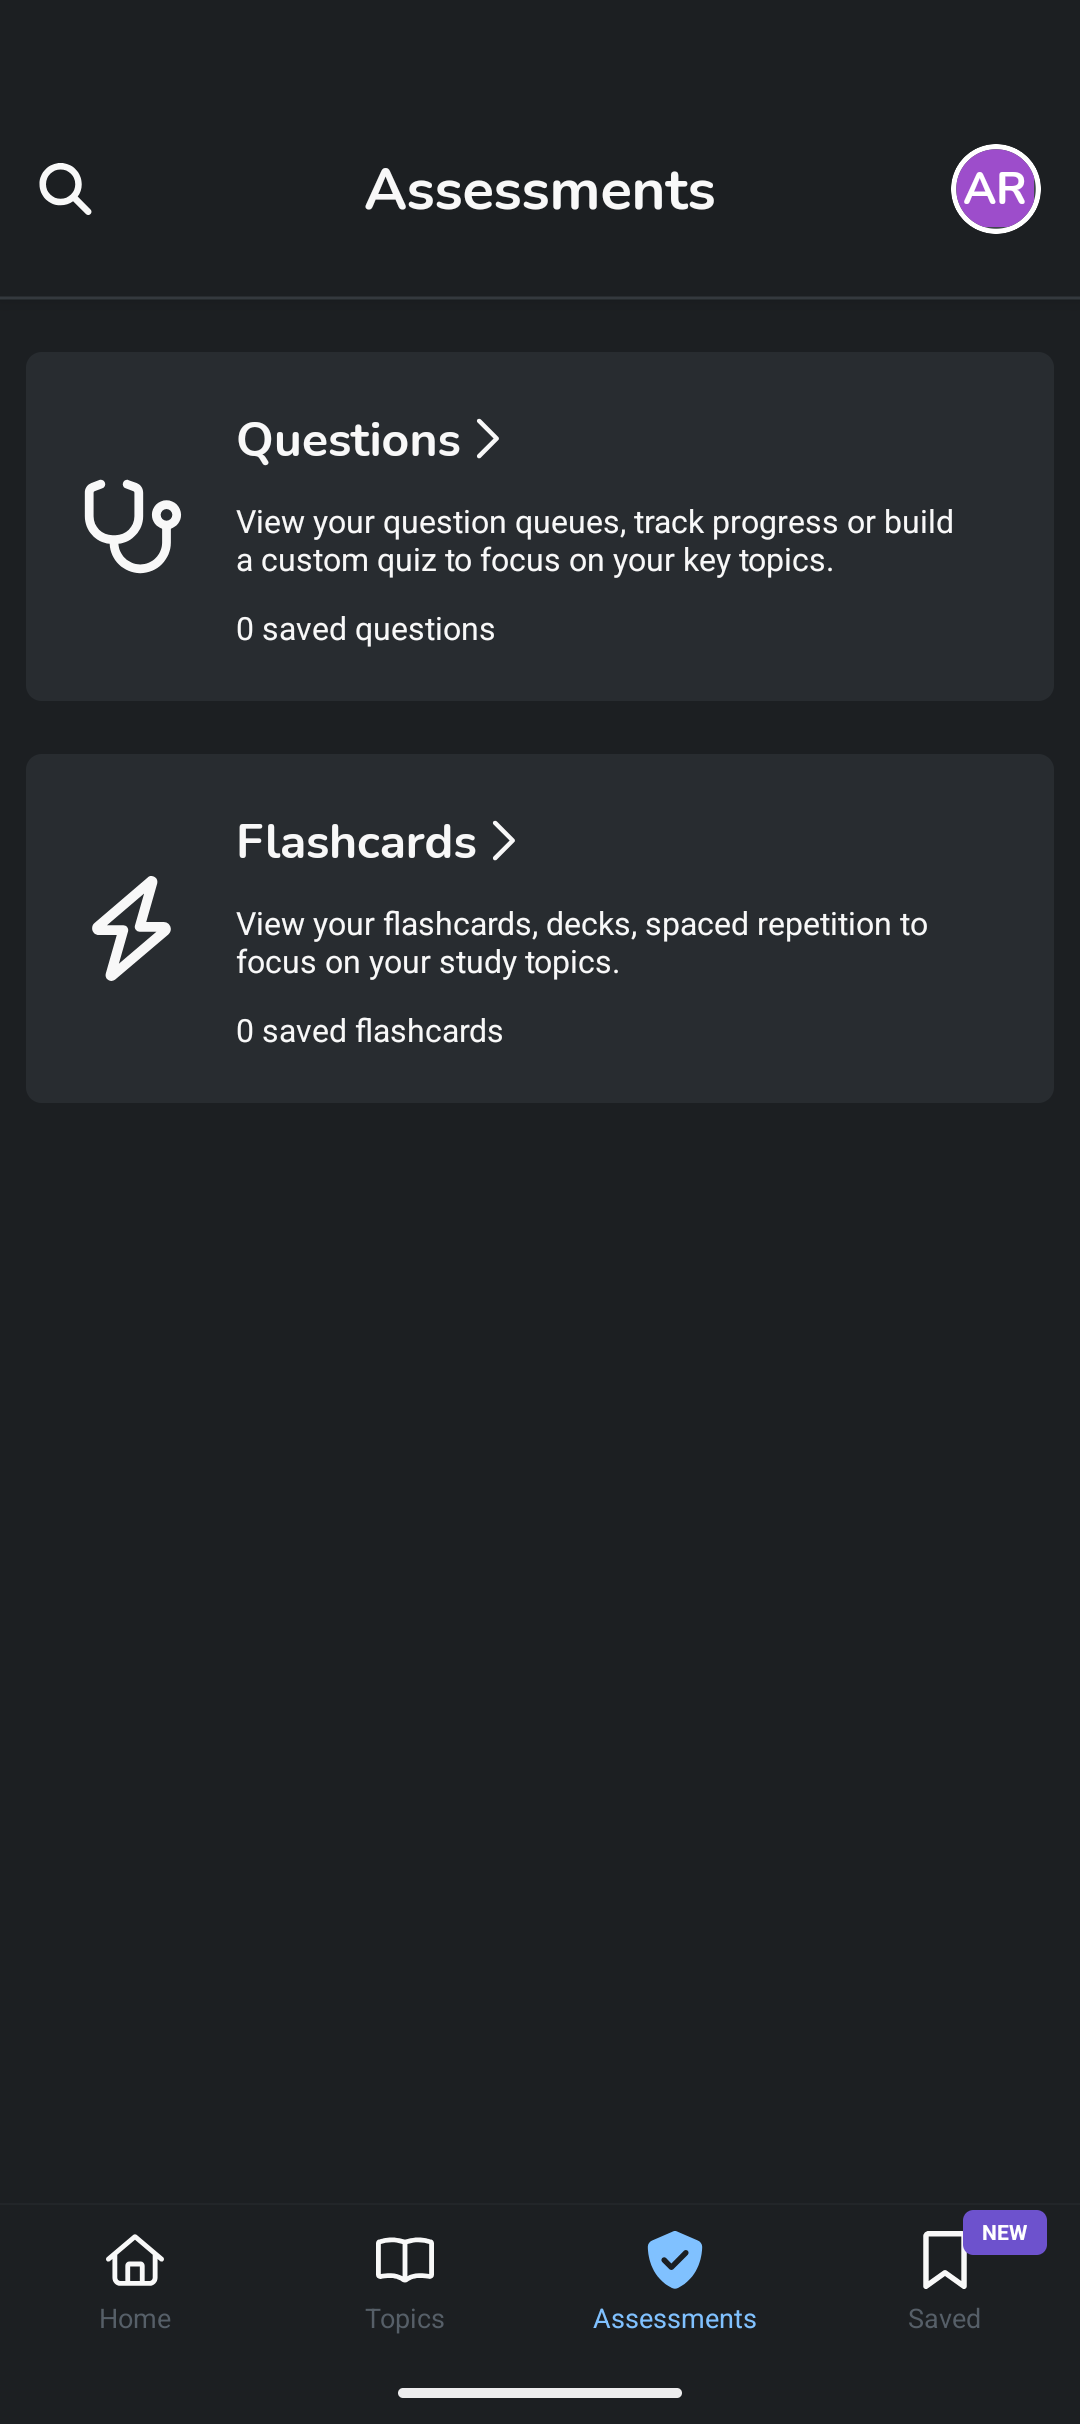 Assessments
AR
Questions
View your question queues, track progress or build
a custom quiz to focus on your key topics.
0 saved questions
Flashcards
View your flashcards, decks, spaced repetition to
focus on your study topics.
0 saved flashcards
NEW
Home
Topics
Assessments
Saved